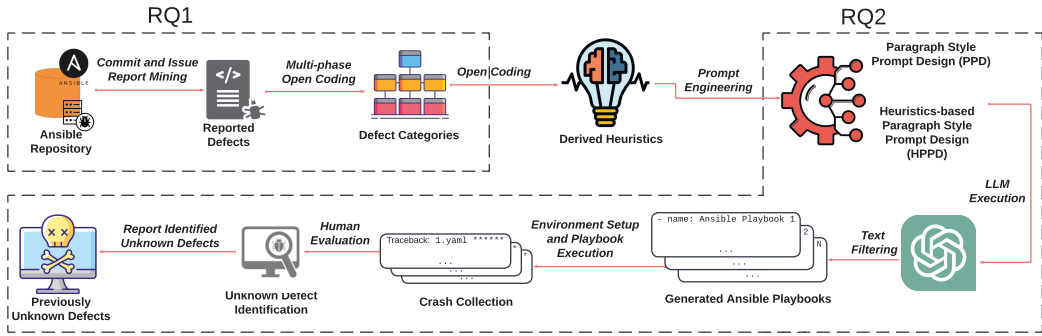 RQ1
RQ2
ANSIBLE
Commit and Issue
Report Mining
Multi-phase
Open Coding
Open Coding
Prompt
Engineering
Paragraph Style
Prompt Design (PPD)
Heuristics-based
Paragraph Style
Prompt Design
(HPPD)
Ansible
Repository
</>
Reported
Defects
Defect Categories
Derived Heuristics
LLM
Execution
Previously
Unknown Defects
Report Identified
Unknown Defects
Unknown Defect
Identification
Human
Evaluation
Traceback: 1.yaml ******
...
*
...
*
...
Crash Collection
Environment Setup
and Playbook
Execution
- name: Ansible Playbook 1
...
2
...
N
...
Generated Ansible Playbooks
Text
Filtering